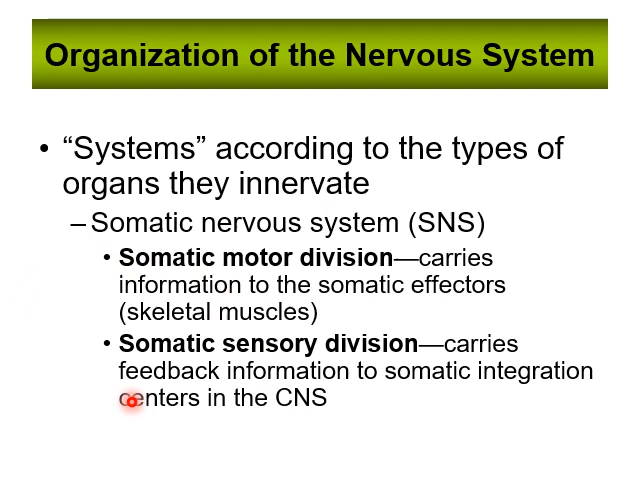 Organization of the Nervous System
• “Systems” according to the types of
organs they innervate
– Somatic nervous system (SNS)
• Somatic motor division—carries
information to the somatic effectors
(skeletal muscles)
• Somatic sensory division—carries
feedback information to somatic integration
centers in the CNS